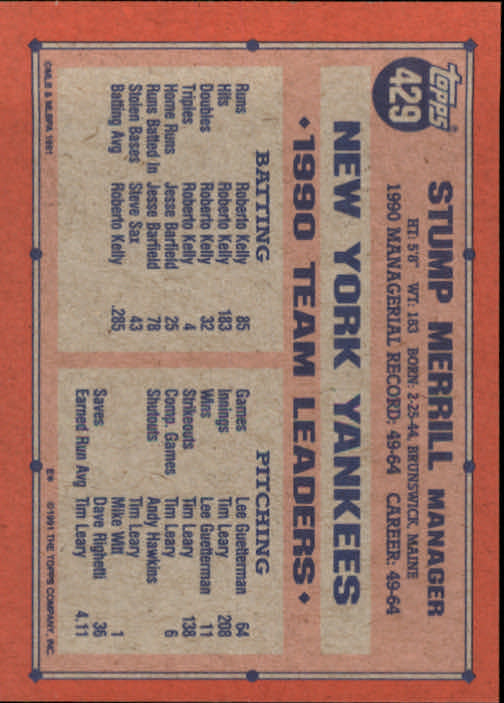 topps
429
STUMP MERRILL MANAGER
HT: 5'8" WT: 183 BORN: 2-25-44, BRUNSWICK, MAINE
1990 MANAGERIAL RECORD: 49-64 CAREER: 49-64
NEW YORK YANKEES
♦1990 TEAM LEADERS♦
BATTING
Runs Roberto Kelly 85
Hits Roberto Kelly 183
Doubles Roberto Kelly 32
Triples Roberto Kelly 4
Home Runs Jesse Barfield 25
Runs Batted In Jesse Barfield 78
Stolen Bases Steve Sax 43
Batting Avg Roberto Kelly .285
PITCHING
Games Lee Guetterman 64
Innings Tim Leary 208
Wins Lee Guetterman 11
Strikeouts Tim Leary 138
Comp. Games Tim Leary 6
Shutouts Andy Hawkins
Tim Leary
Mike Witt 1
Saves Dave Righetti 36
Earned Run Avg Tim Leary 4.11
©MLB & MLBPA 1991
E* ©1991 THE TOPPS COMPANY, INC.